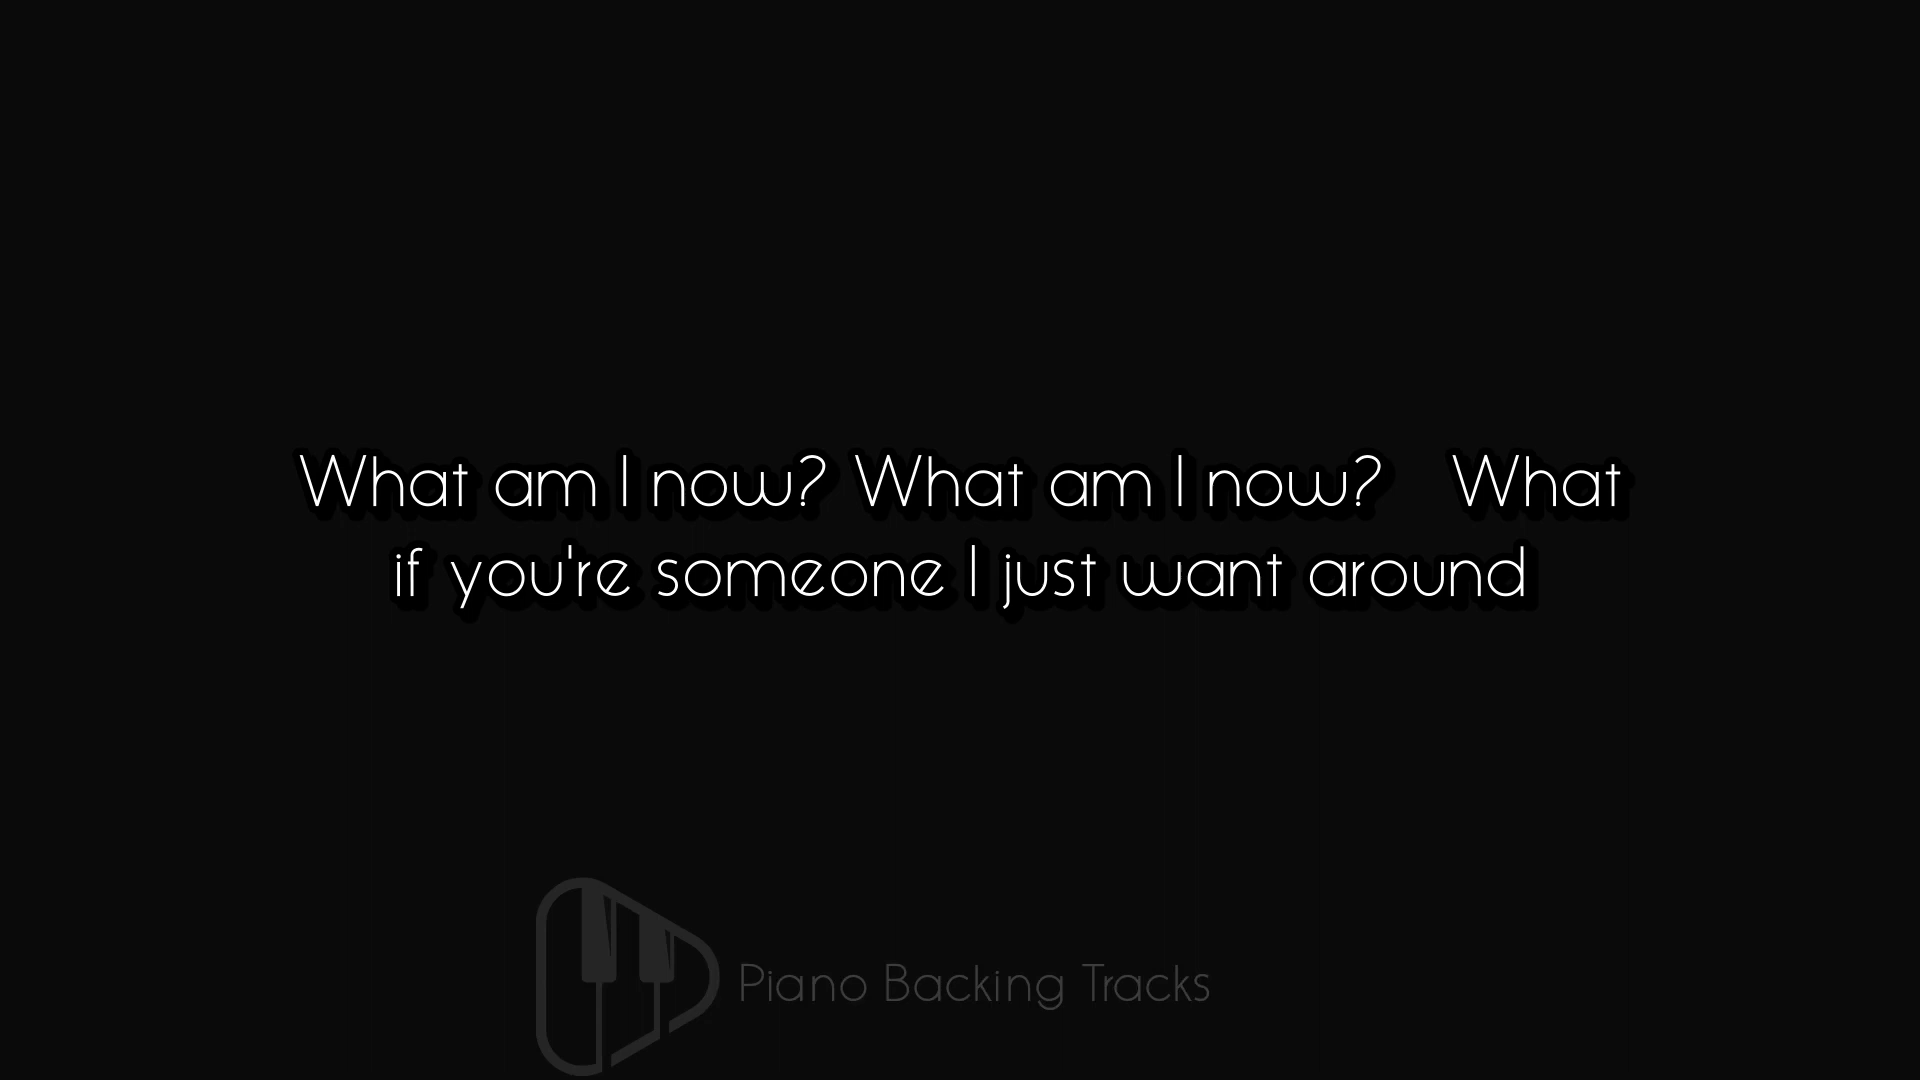 What am I now? What am I now? What
if you're someone I just want around
Piano Backing Tracks